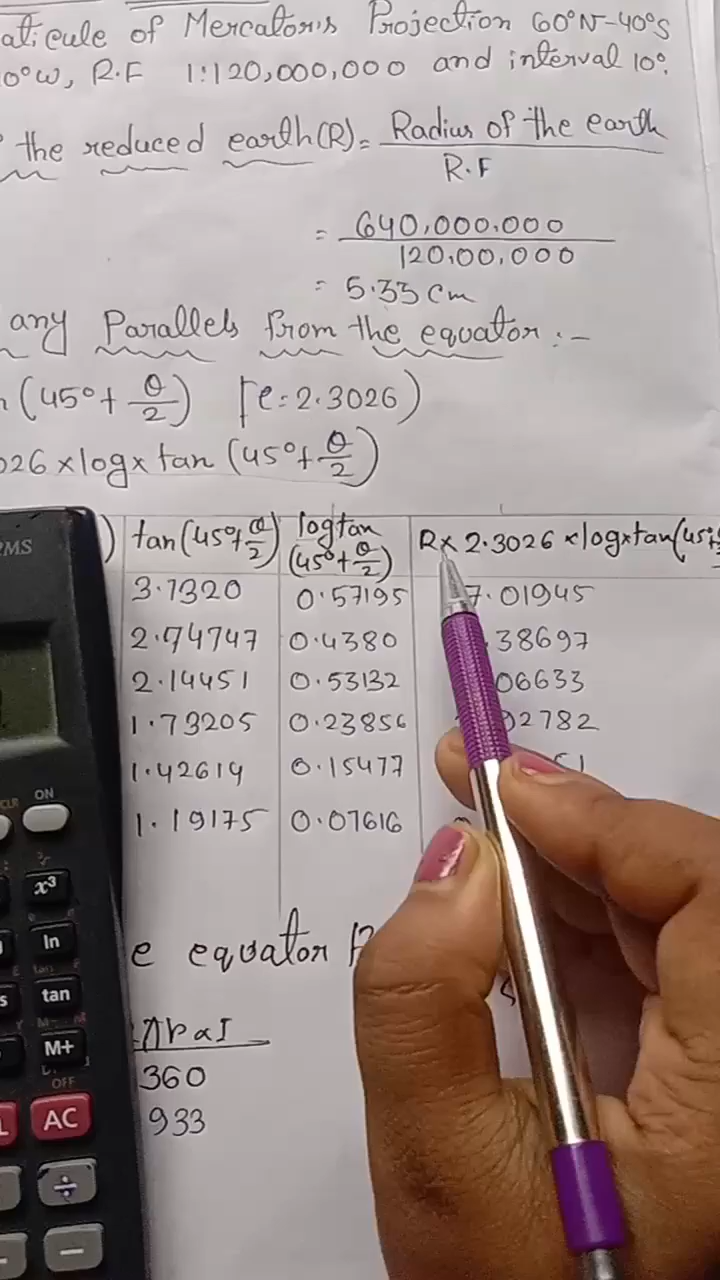 aticule of Mercator's Projection 60°N-40°S
0°W, R.F 1:120,000,000 and interval 10°.
the reduced earth(R)= Radius of the earth
R.F
= 640,000,000
120,00,000
= 5.33 cm
any Parallels from the equator :-
(45°+ θ/2) [e=2.3026)
026 x log x tan (45°+ θ/2)
) tan(45°+ θ/2) logtan (45°+ θ/2) R x 2.3026 x log x tan(45°+
3.7320 0.57195 7.01945
2.74747 0.4380 .38697
2.14451 0.53132 06633
1.73205 0.23856 92782
1.42614 0.15477 51
1.19175 0.07616
e equator
360
933
MS
ON
x³
ln
tan
M+
OFF
AC
÷
−